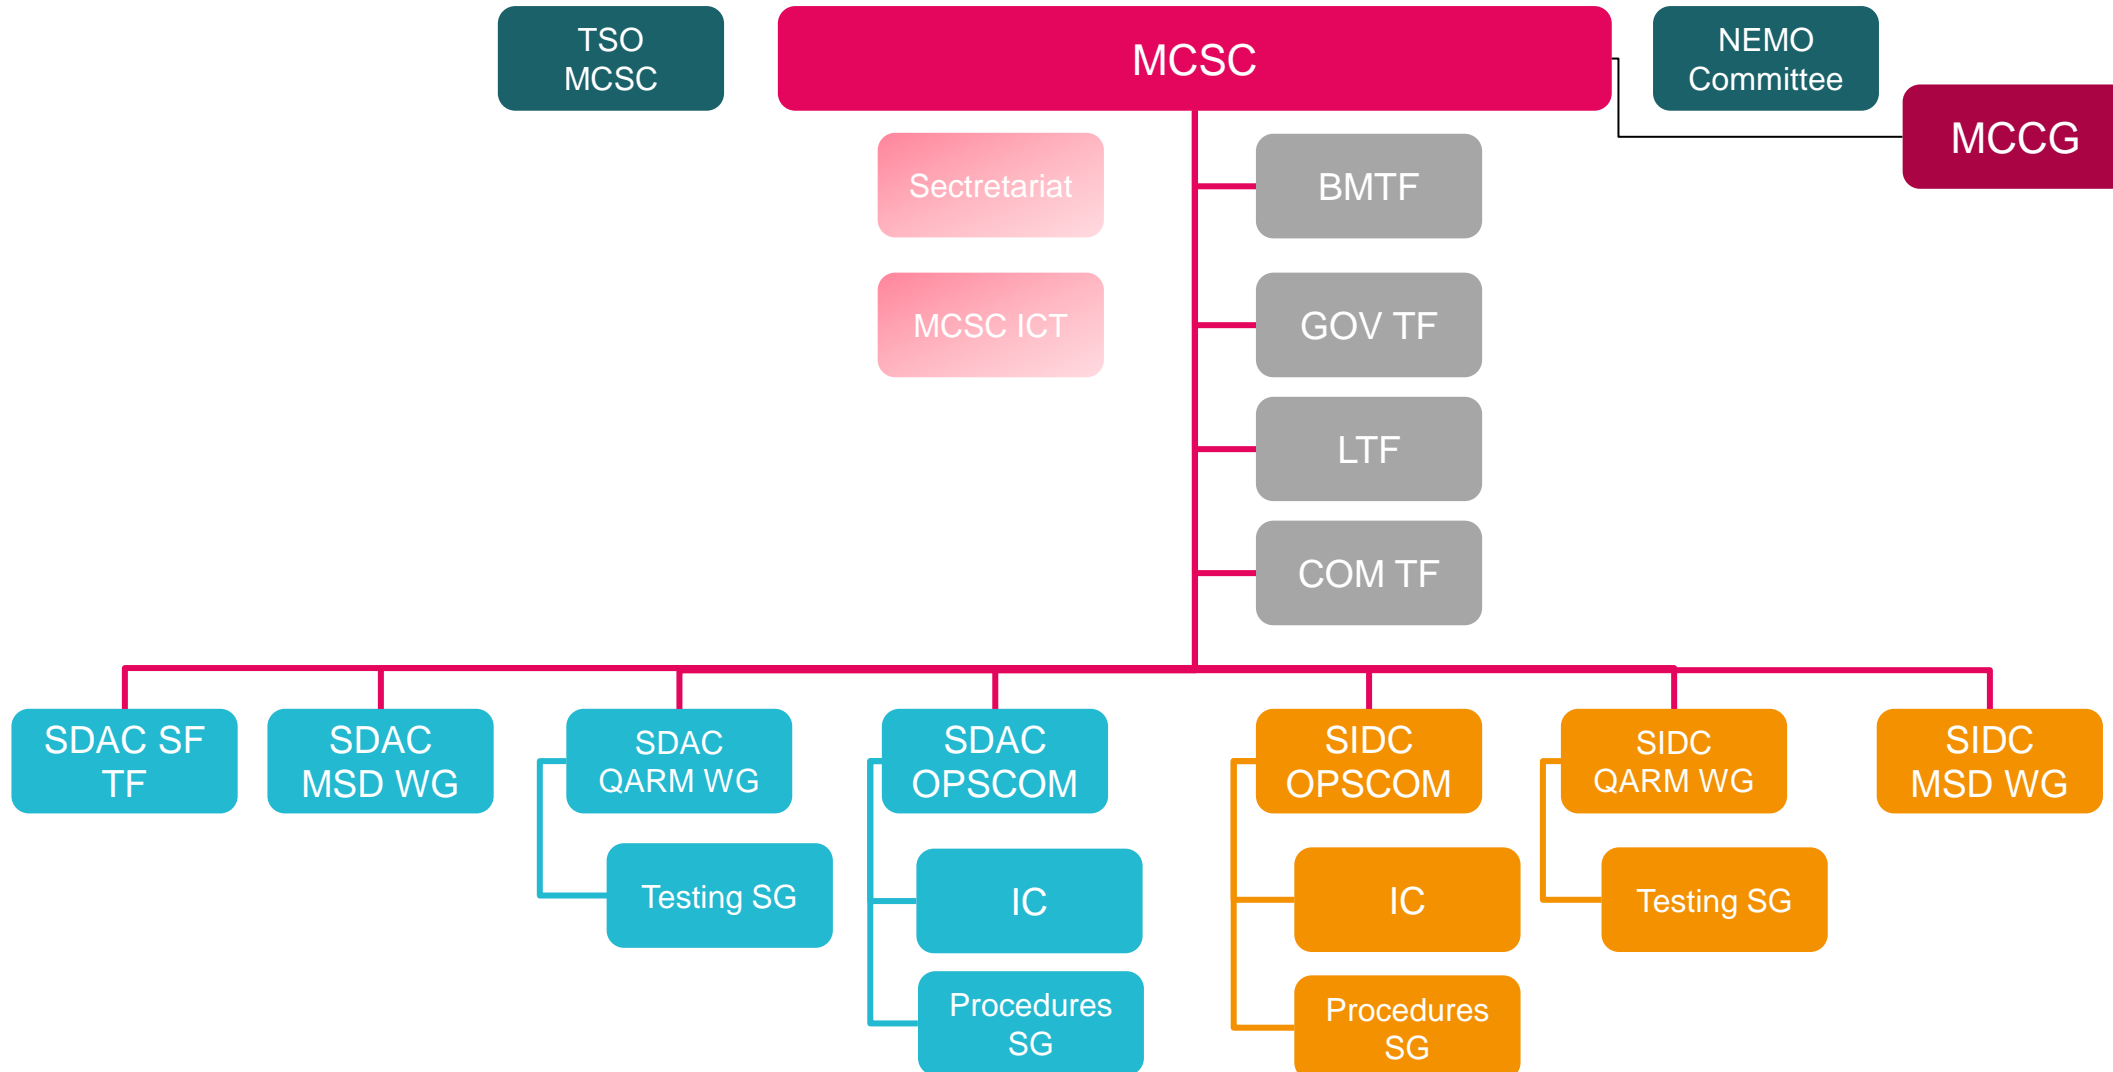 TSO
MCSC
MCSC
NEMO
Committee
MCCG
Sectretariat
BMTF
MCSC ICT
GOV TF
LTF
COM TF
SDAC SF
TF
SDAC
MSD WG
SDAC
QARM WG
SDAC
OPSCOM
SIDC
OPSCOM
SIDC
QARM WG
SIDC
MSD WG
Testing SG
IC
IC
Testing SG
Procedures
SG
Procedures
SG